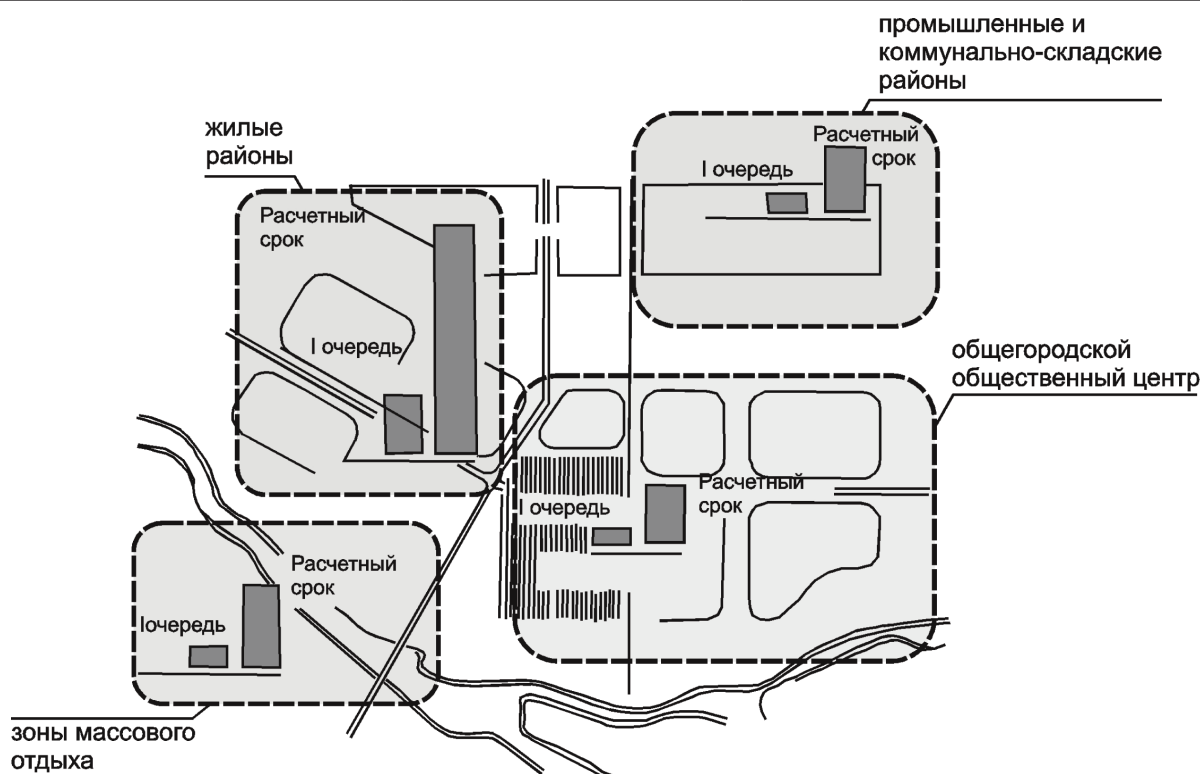 промышленные и
коммунально-складские
районы
Расчетный
срок
I очередь
жилые
районы
Расчетный
срок
I очередь
общегородской
общественный центр
Расчетный
срок
I очередь
Расчетный
срок
Iочередь
зоны массового
отдыха